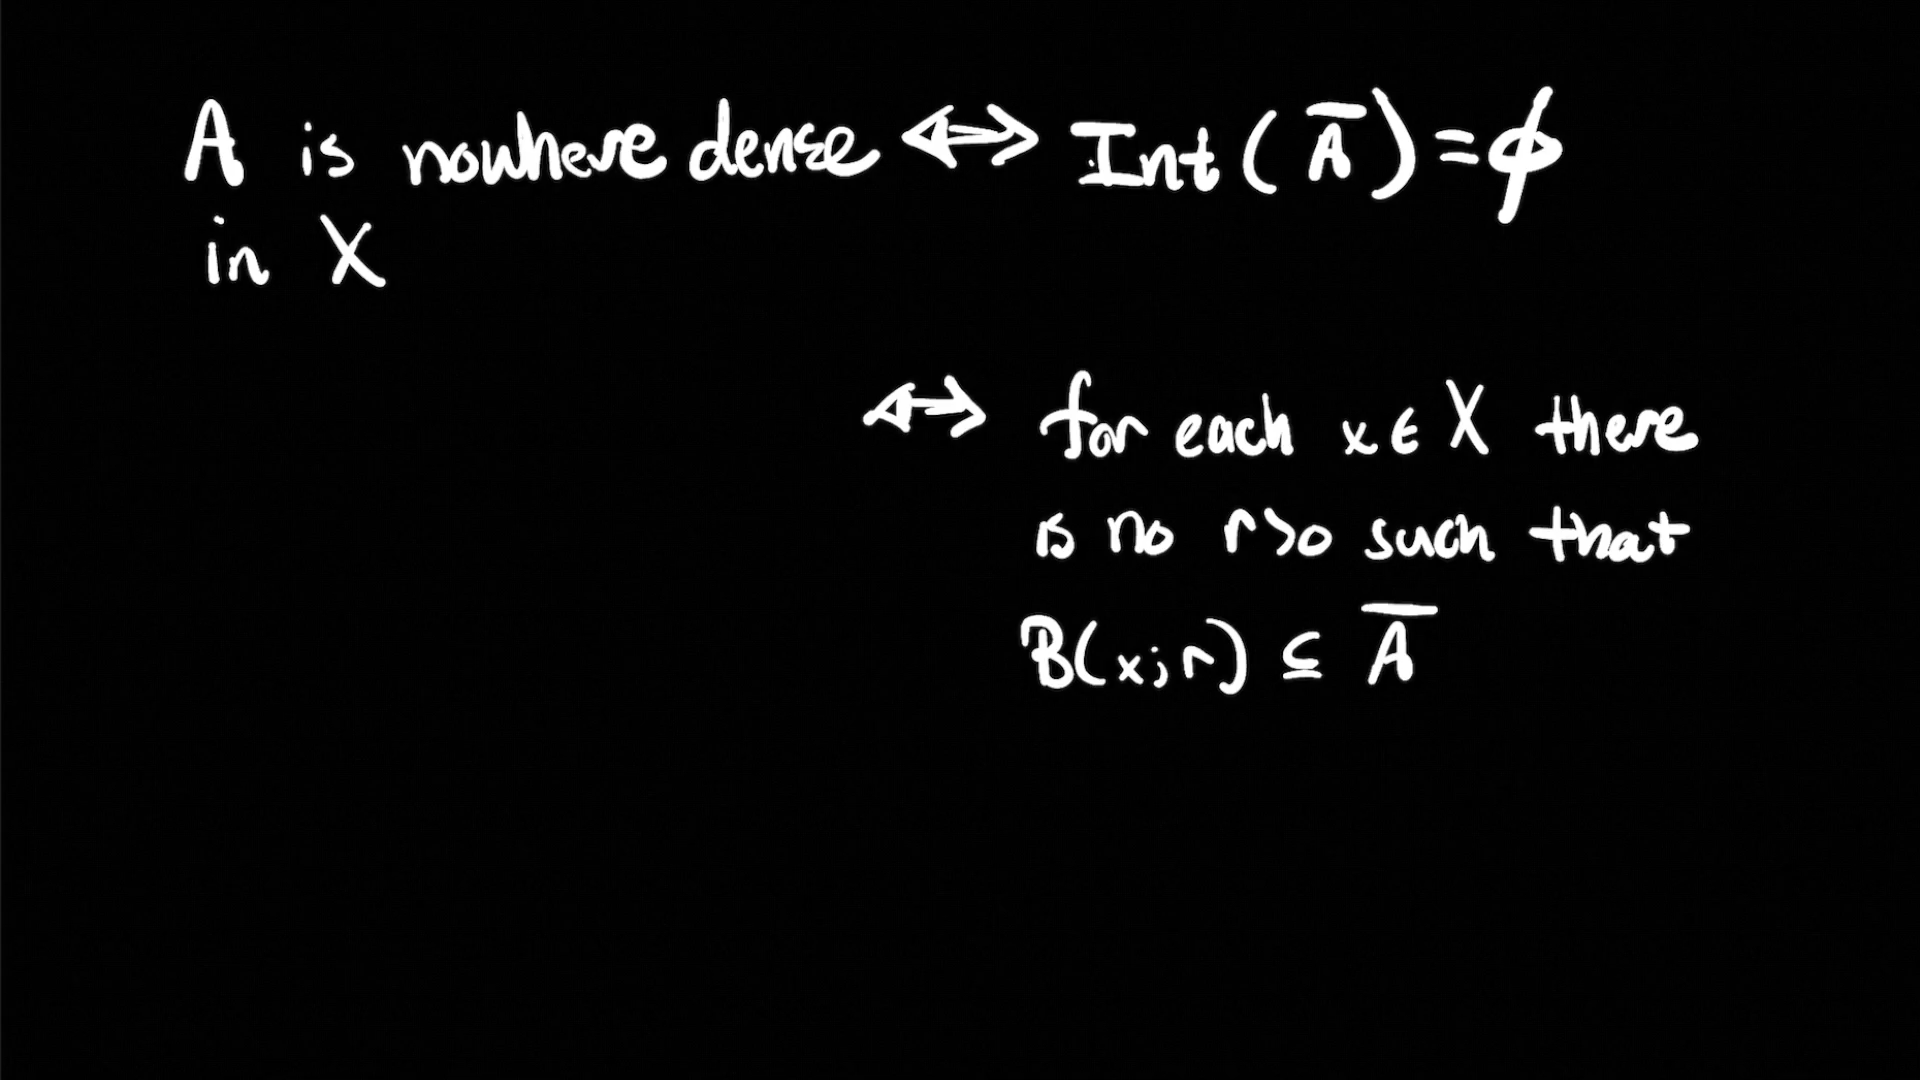 A is nowhere dense ⟺ Int(A̅) = ϕ
in X
⟺ for each x ∈ X there
is no r>0 such that
B(x;r) ⊆ A̅